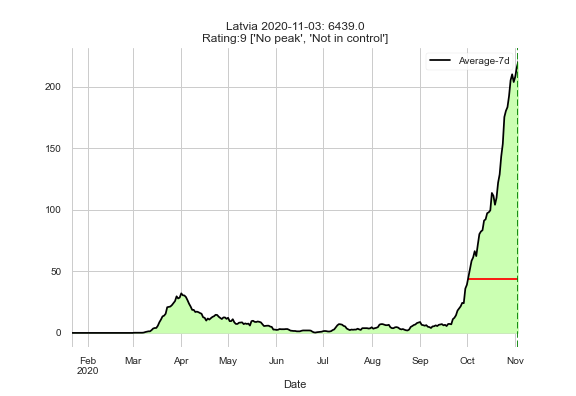 Latvia 2020-11-03: 6439.0
Rating:9 ['No peak', 'Not in control']
Average-7d
200
150
100
50
0
Feb Mar Apr May Jun Jul Aug Sep Oct Nov
2020
Date